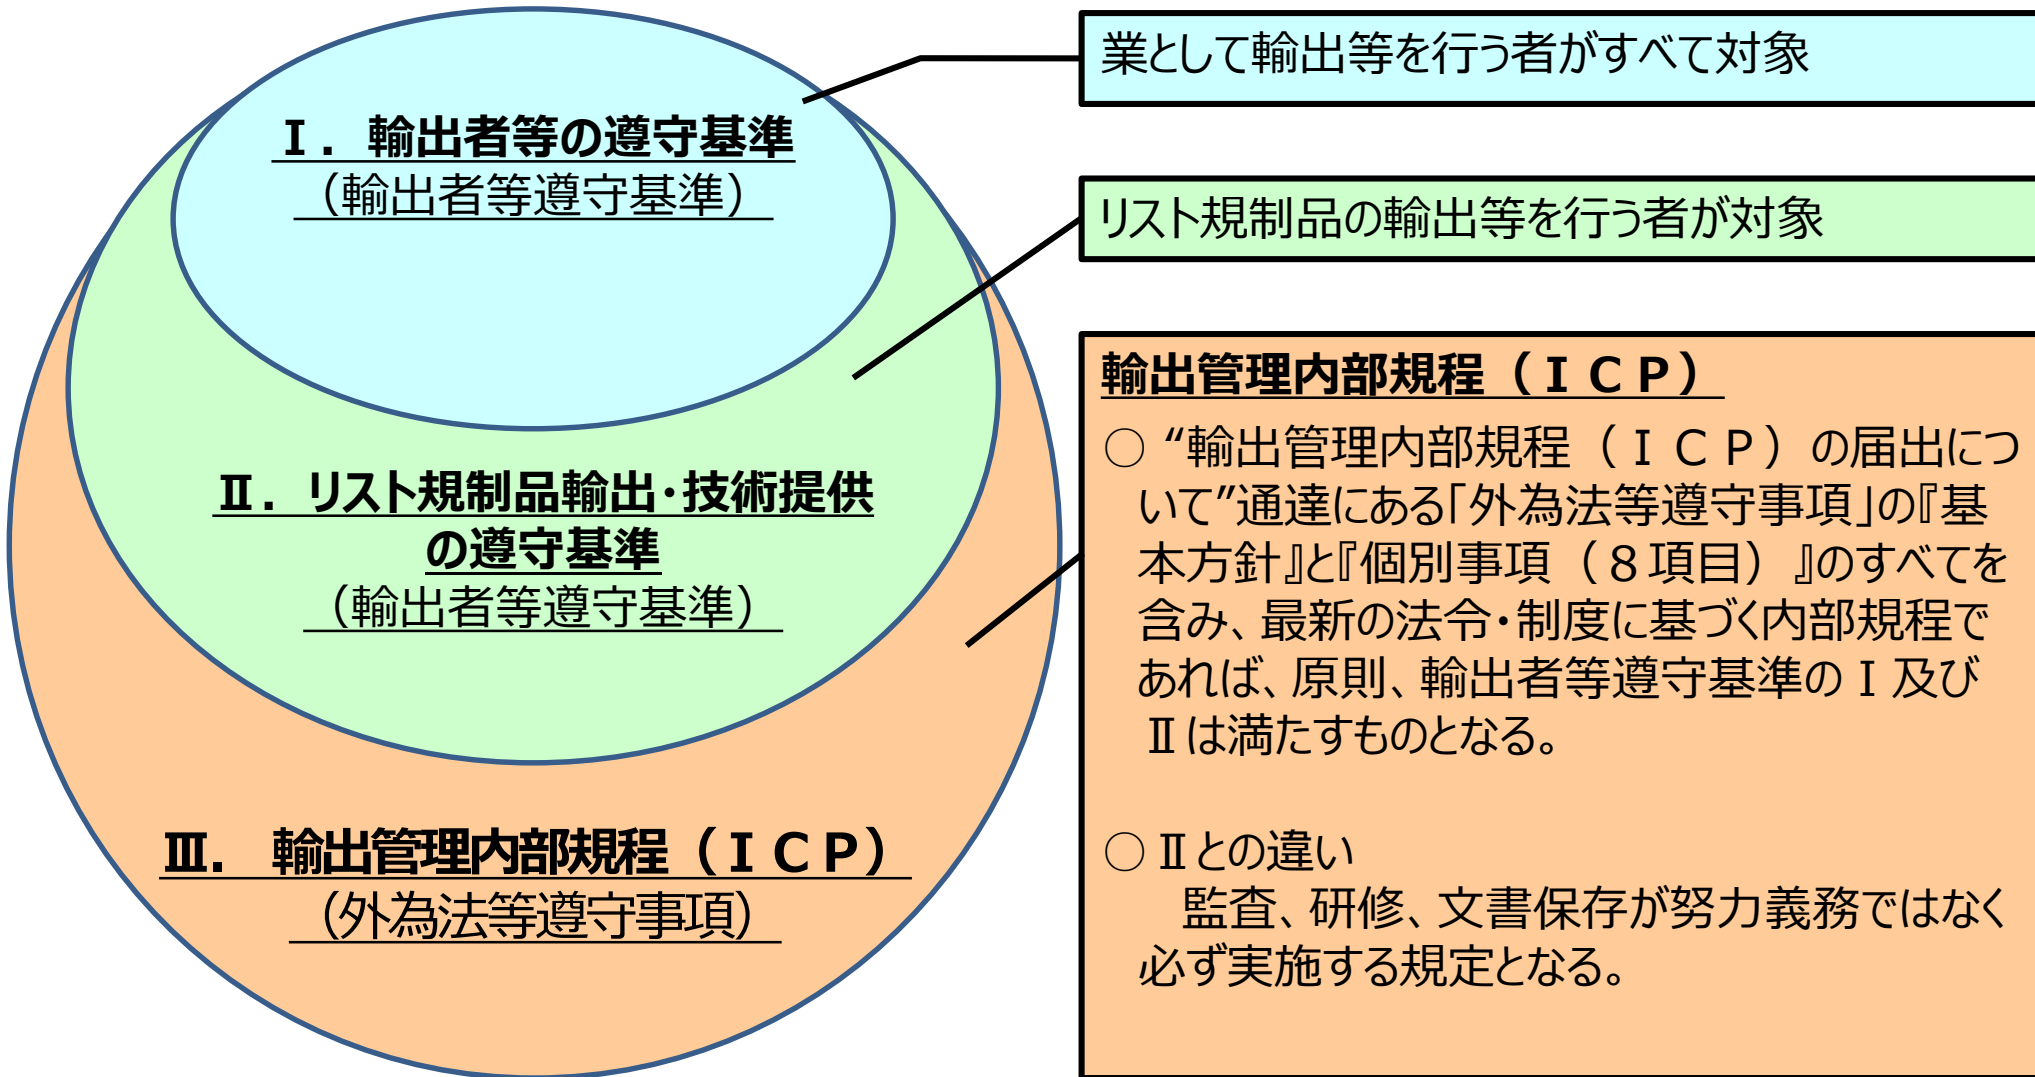 Ⅰ. 輸出者等の遵守基準
（輸出者等遵守基準）
Ⅱ. リスト規制品輸出・技術提供
の遵守基準
（輸出者等遵守基準）
Ⅲ. 輸出管理内部規程（ＩＣＰ）
（外為法等遵守事項）
業として輸出等を行う者がすべて対象
リスト規制品の輸出等を行う者が対象
輸出管理内部規程（ＩＣＰ）
○ “輸出管理内部規程（ＩＣＰ）の届出につ
いて”通達にある「外為法等遵守事項」の『基
本方針』と『個別事項（８項目）』のすべてを
含み、最新の法令・制度に基づく内部規程で
あれば、原則、輸出者等遵守基準のⅠ及び
Ⅱは満たすものとなる。
○ Ⅱとの違い
監査、研修、文書保存が努力義務ではなく
必ず実施する規定となる。